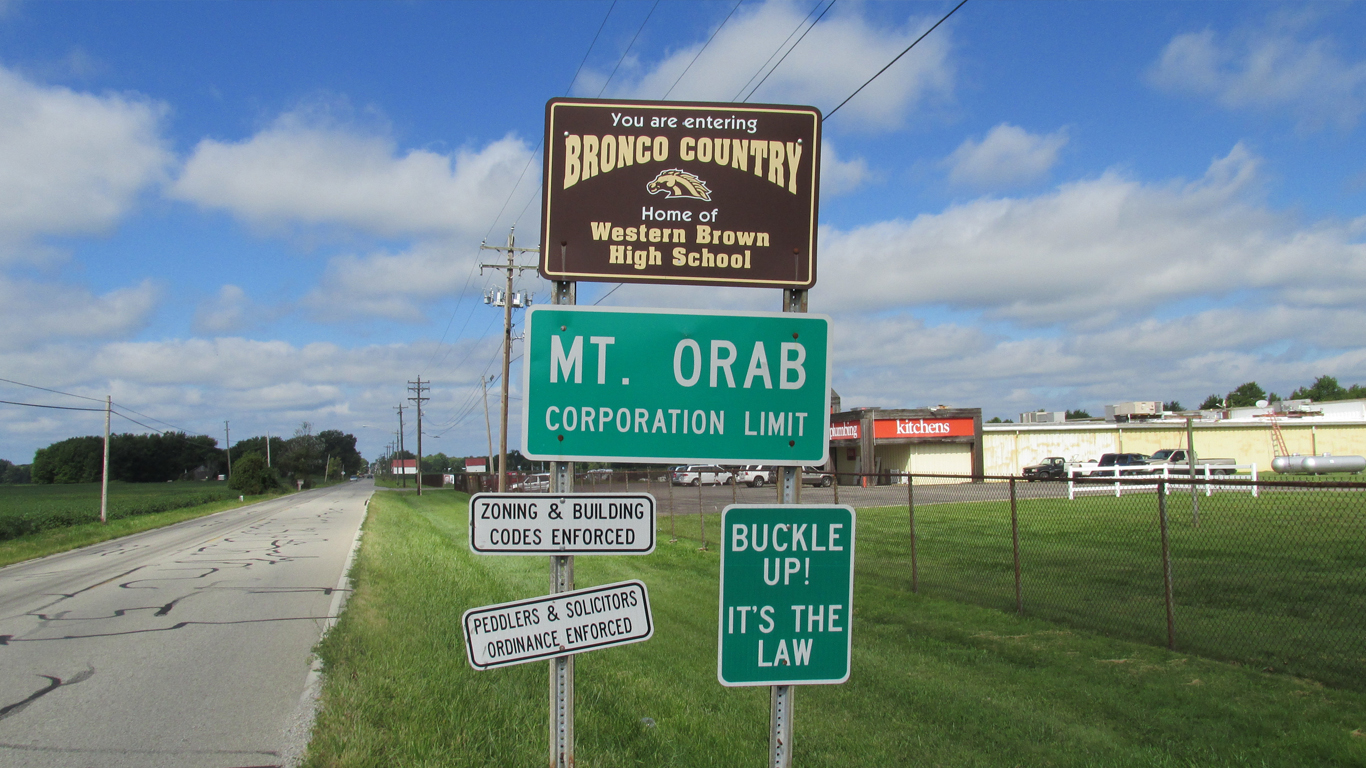 You are entering
BRONCO COUNTRY
Home of
Western Brown
High School
MT. ORAB
CORPORATION LIMIT
plumbing
kitchens
ZONING & BUILDING
CODES ENFORCED
BUCKLE
UP!
IT'S THE
LAW
PEDDLERS & SOLICITORS
ORDINANCE ENFORCED